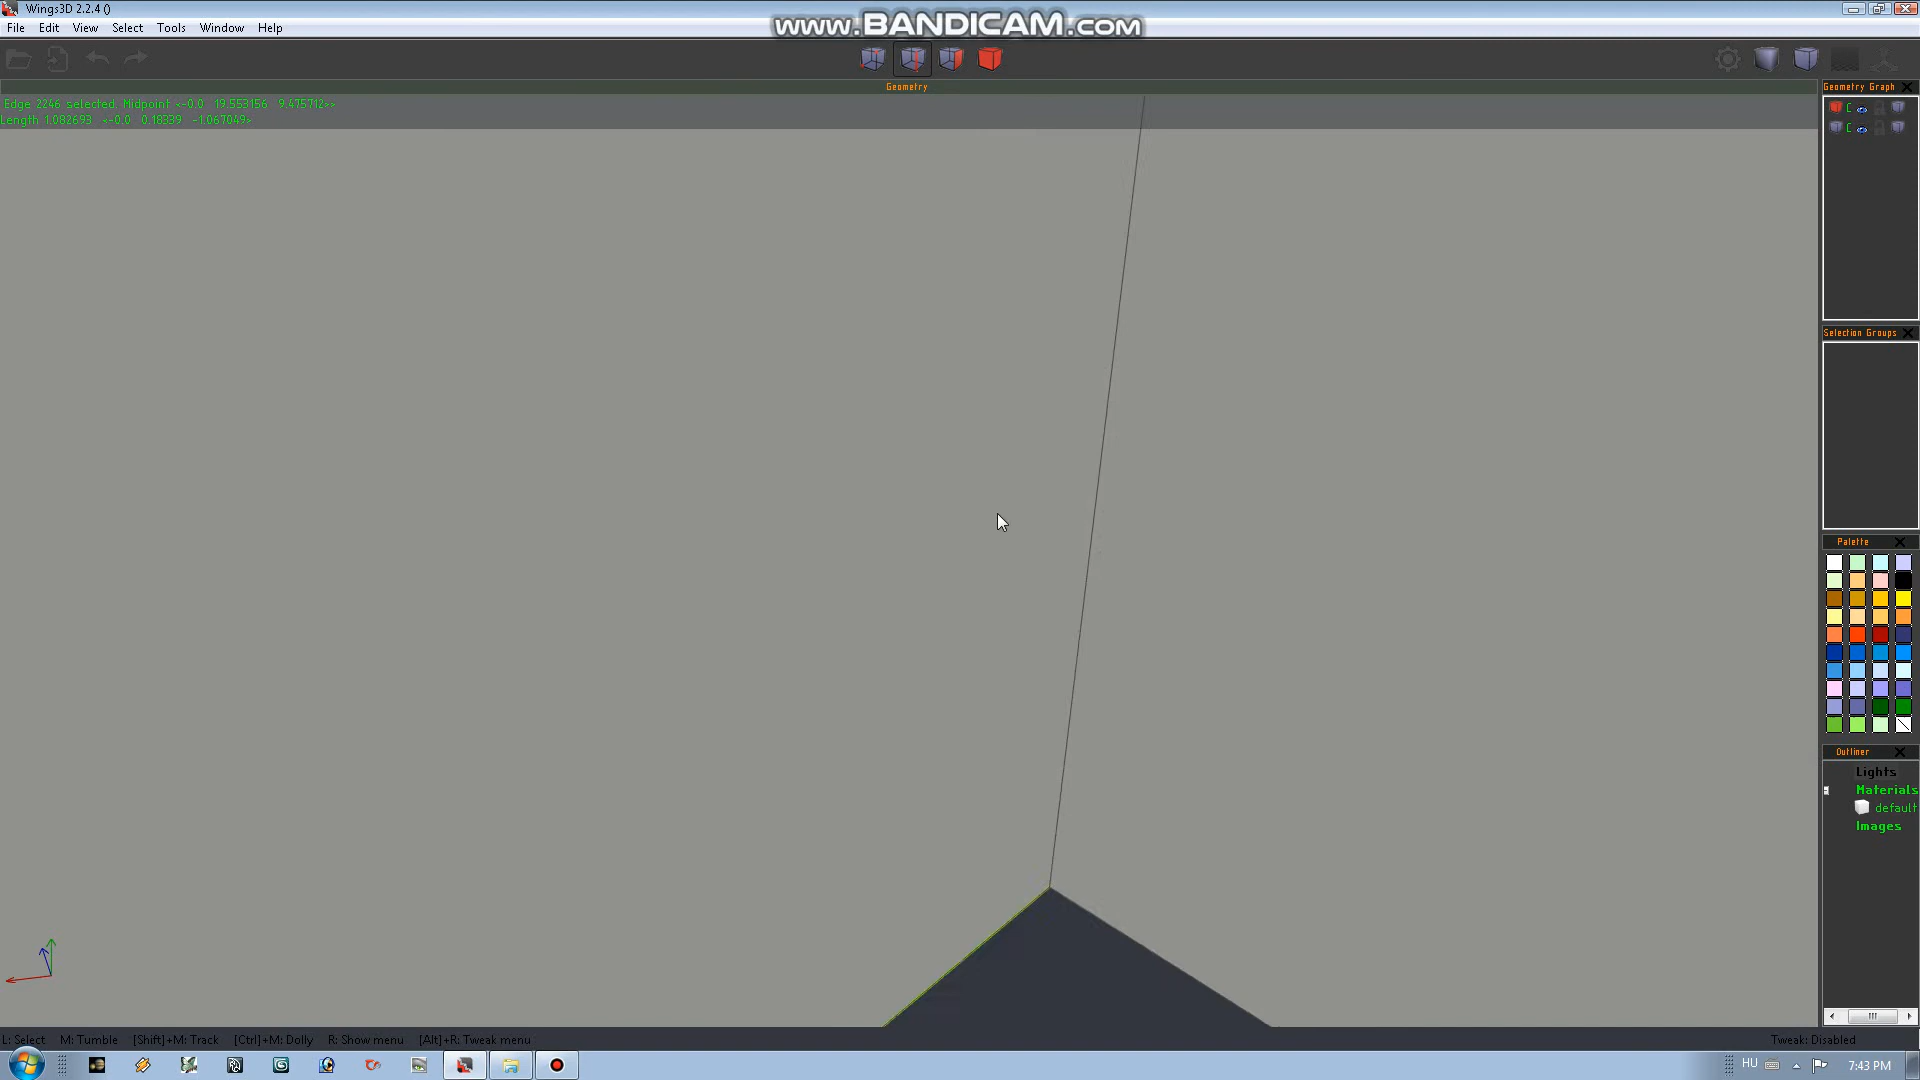 Wings3D 2.2.4 ()
www.BANDICAM.com
File Edit View Select Tools Window Help
Geometry
Geometry Graph
Edge 2246 selected. Midpoint <-0.0 19.553156 9.475712>>
Length 1.082693 <-0.0 0.18339 -1.067049>
Selection Groups
Palette
Outliner
Lights
Materials
default
Images
L: Select M: Tumble [Shift]+M: Track [Ctrl]+M: Dolly R: Show menu [Alt]+R: Tweak menu
Tweak: Disabled
HU
7:43 PM